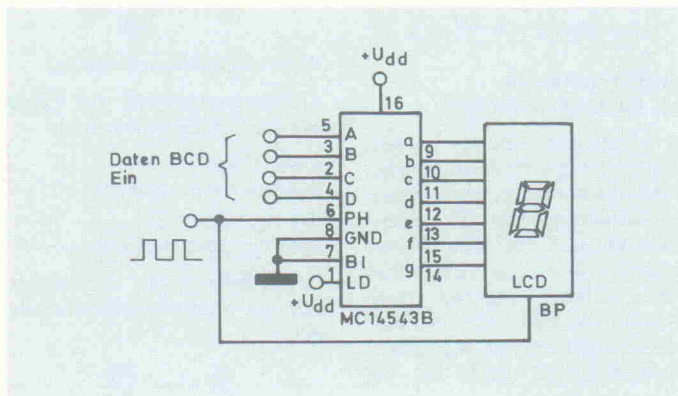 +Udd
16
5 A
3 B
2 C
4 D
6 PH
8 GND
7 BI
1 LD
Daten BCD
Ein
+Udd
MC14543B
a 9
b 10
c 11
d 12
e 13
f 15
g 14
LCD
BP